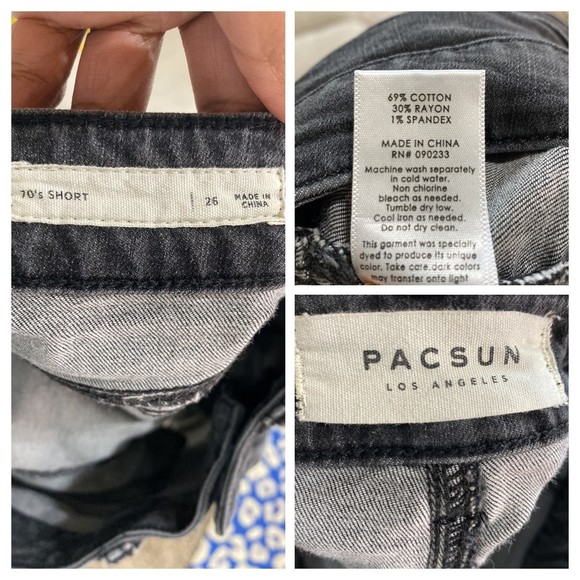 70's SHORT
26
MADE IN
CHINA
69% COTTON
30% RAYON
1% SPANDEX
MADE IN CHINA
RN# 090233
Machine wash separately
in cold water.
Non chlorine
bleach as needed.
Tumble dry low.
Cool iron as needed.
Do not dry clean.
This garment was specialty
dyed to produce its unique
color. Take care,dark colors
may transfer onto light
PACSUN
LOS ANGELES